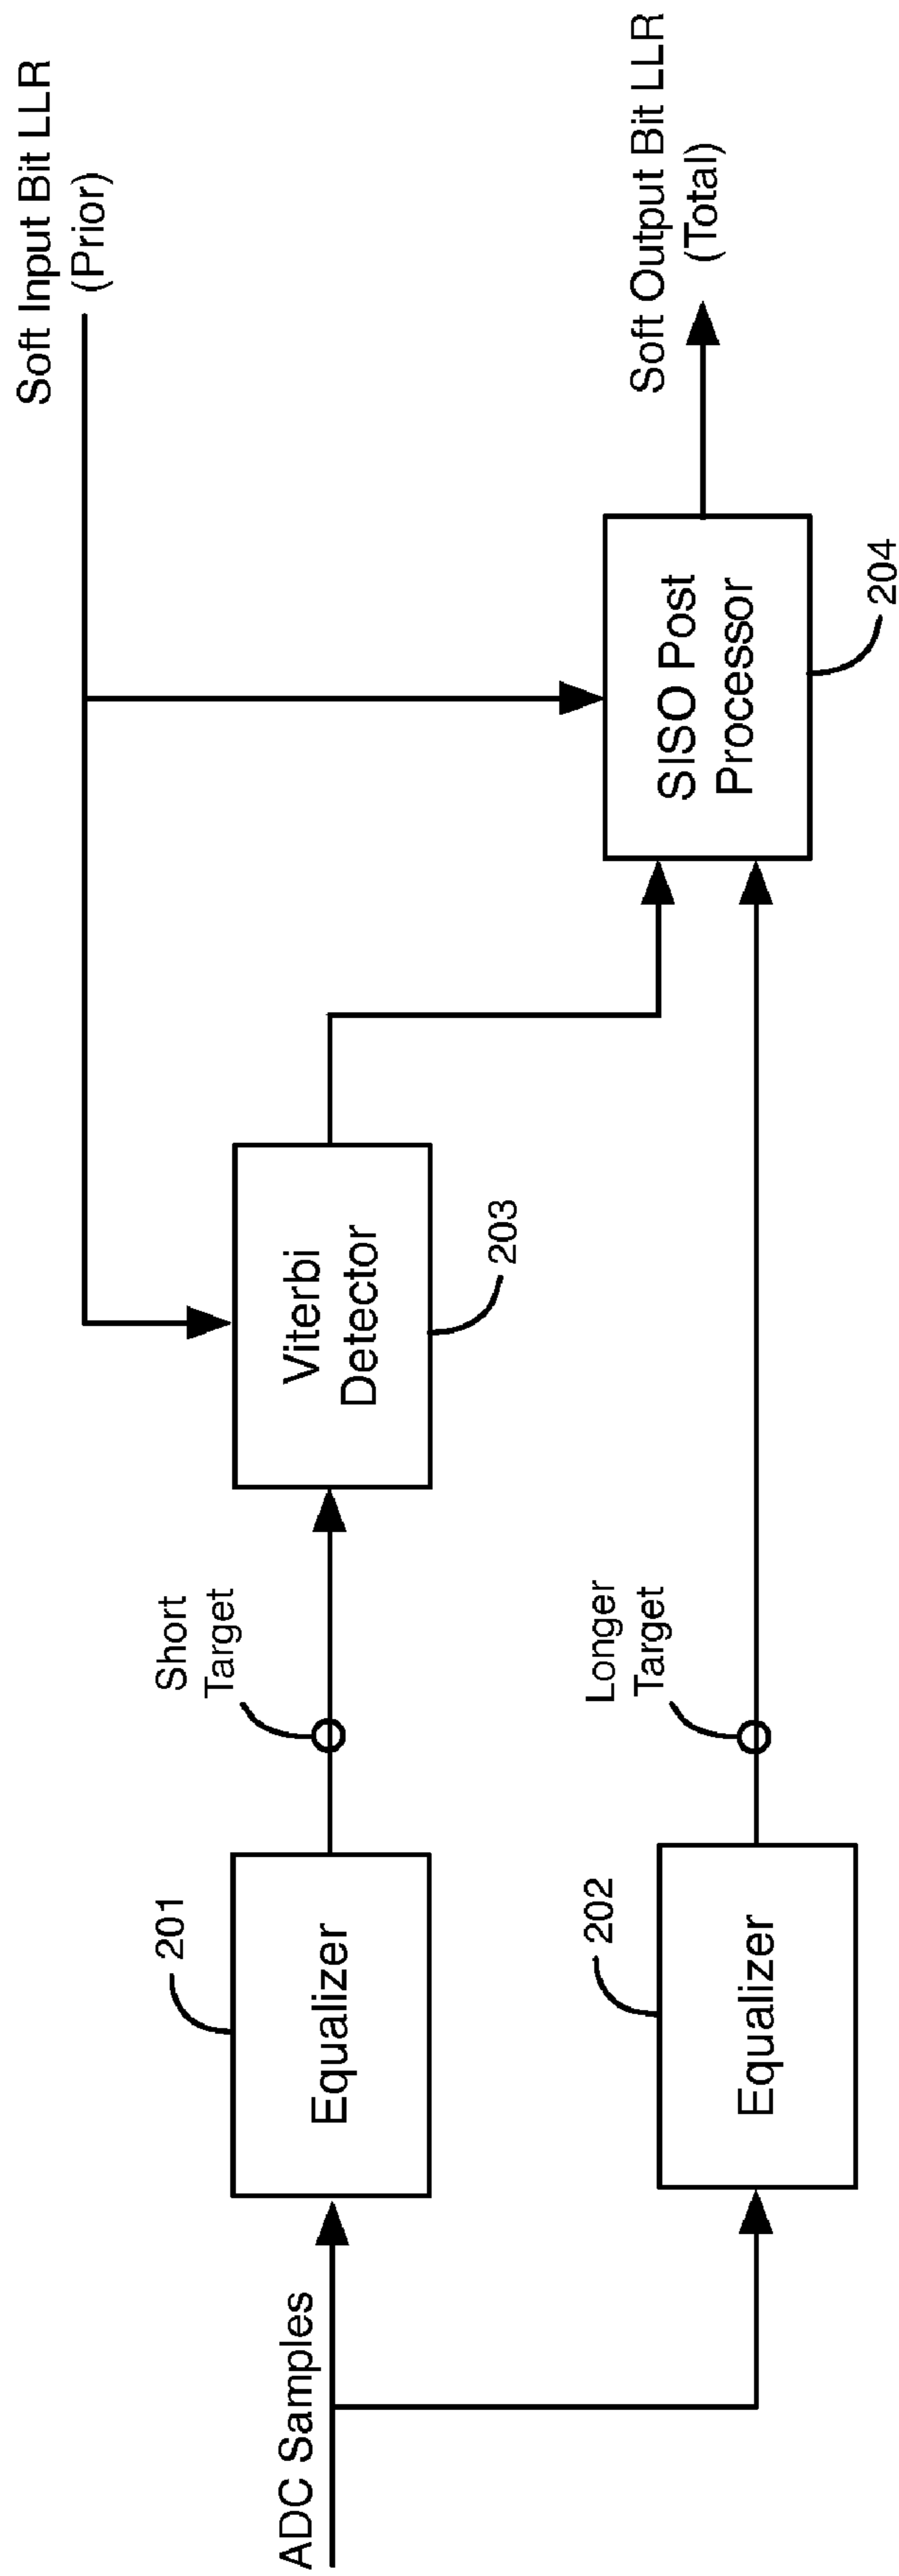 Soft Input Bit LLR
(Prior)
ADC Samples
201
Equalizer
Short
Target
Viterbi
Detector
203
202
Equalizer
Longer
Target
SISO Post
Processor
204
Soft Output Bit LLR
(Total)